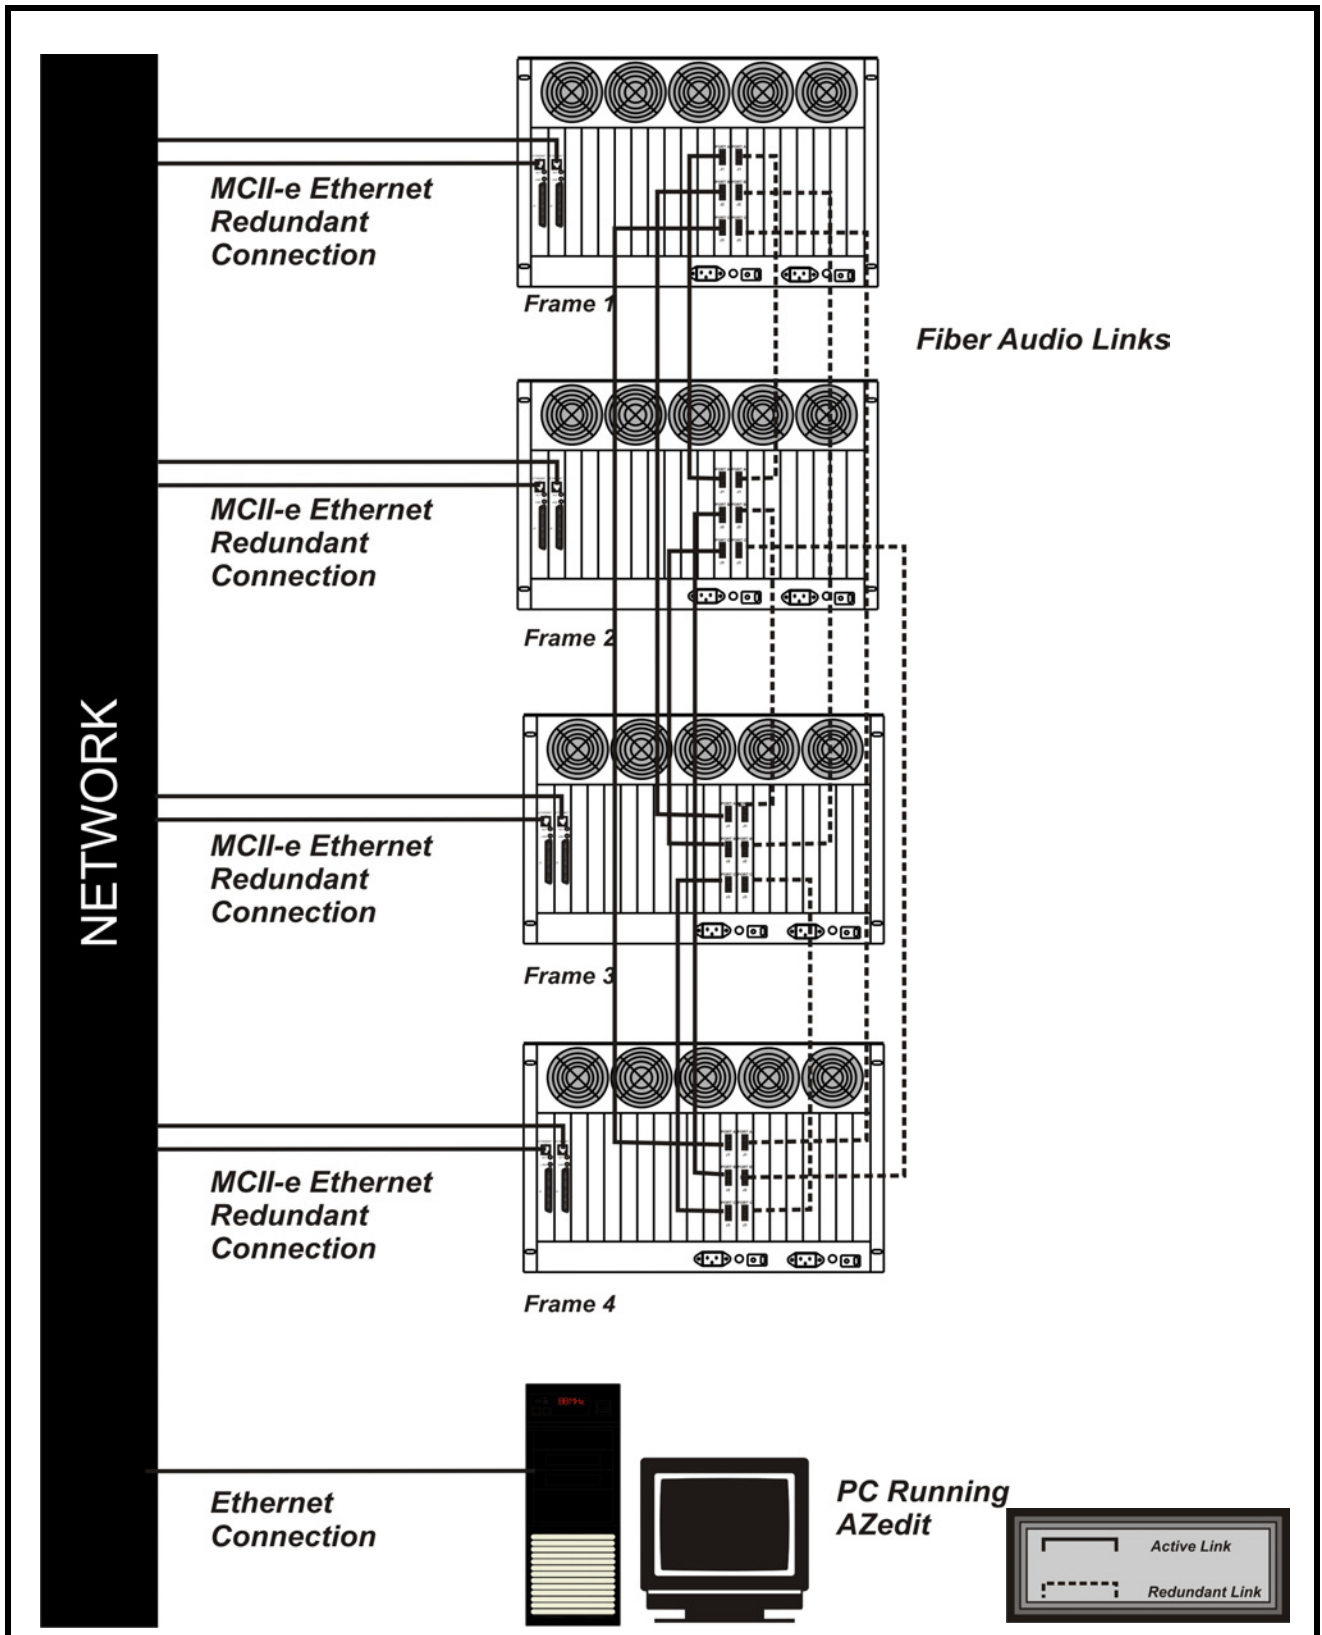 NETWORK
MCII-e Ethernet
Redundant
Connection
Frame 1
Fiber Audio Links
MCII-e Ethernet
Redundant
Connection
Frame 2
MCII-e Ethernet
Redundant
Connection
Frame 3
MCII-e Ethernet
Redundant
Connection
Frame 4
Ethernet
Connection
PC Running
AZedit
Active Link
Redundant Link